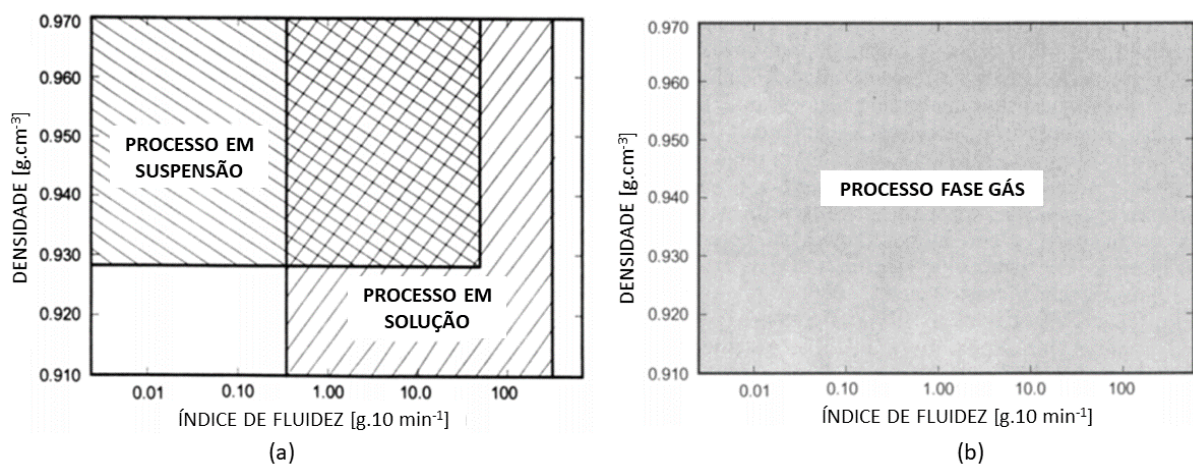 0.970
0.960
0.950
0.940
0.930
0.920
0.910
DENSIDADE [g.cm-3]
PROCESSO EM
SUSPENSÃO
PROCESSO EM
SOLUÇÃO
0.01 0.10 1.00 10.0 100
ÍNDICE DE FLUIDEZ [g.10 min-1]
(a)
0.970
0.960
0.950
0.940
0.930
0.920
0.910
DENSIDADE [g.cm-3]
PROCESSO FASE GÁS
0.01 0.10 1.00 10.0 100
ÍNDICE DE FLUIDEZ [g.10 min-1]
(b)